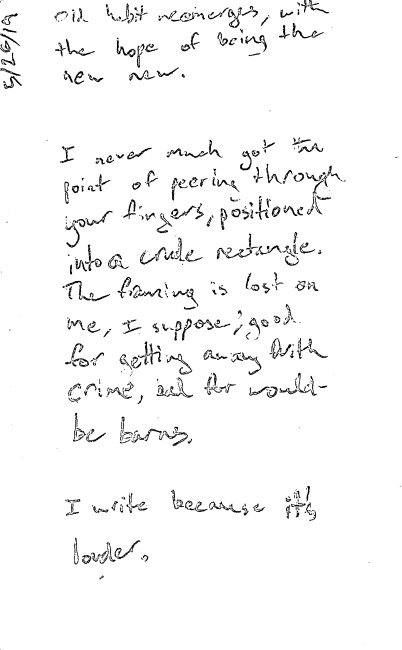 5/26/19
Old habit reemerges, with
the hope of being the
new new.
I never much got the
point of peering through
your fingers, positioned
into a crude rectangle.
The framing is lost on
me, I suppose; good
for getting away with
crime, for would-
be
I write because it's
louder.